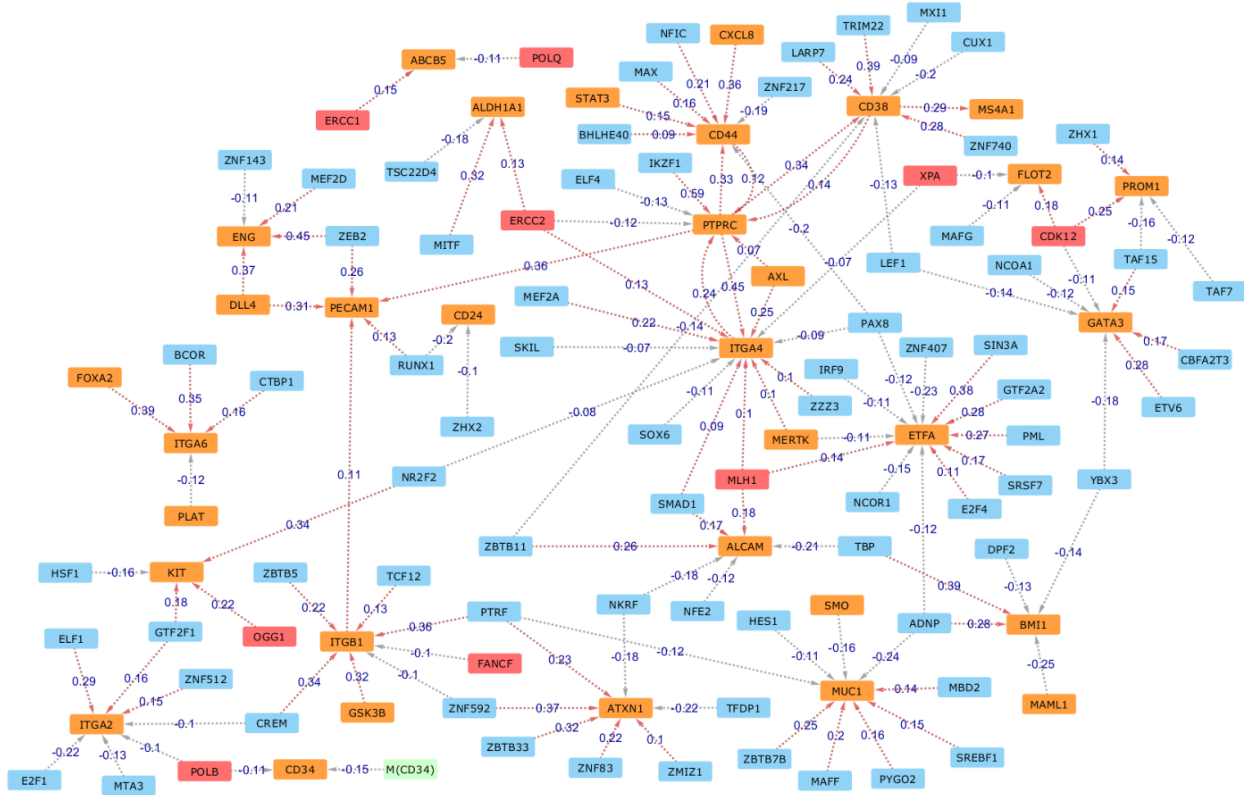 MXI1
TRIM22
NFIC
CXCL8
CUX1
LARP7
-0.09
ABCB5
-0.11
POLQ
0.39
MAX
0.21
0.36
0.24
-0.2
ZNF217
0.15
STAT3
0.16
ALDH1A1
-0.19
CD38
0.29
MS4A1
ERCC1
0.15
BHLHE40
0.09
CD44
0.28
ZHX1
-0.18
ZNF740
ZNF143
IKZF1
0.34
0.14
TSC22D4
0.13
MEF2D
0.32
ELF4
0.33
0.12
XPA
-0.1
FLOT2
PROM1
-0.11
0.59
-0.13
0.14
-0.13
0.21
ERCC2
-0.12
PTPRC
0.18
0.25
-0.16
ENG
0.45
ZEB2
-0.2
MAFG
-0.11
CDK12
-0.12
MITF
0.07
0.36
LEF1
NCOA1
TAF15
0.37
0.26
AXL
-0.07
-0.11
0.13
0.24
0.45
-0.14
-0.12
0.15
TAF7
DLL4
0.31
PECAM1
CD24
MEF2A
0.22
-0.14
0.25
PAX8
GATA3
0.13
-0.2
-0.09
ZNF407
SIN3A
0.17
BCOR
RUNX1
SKIL
-0.07
ITGA4
CBFA2T3
FOXA2
CTBP1
-0.1
0.1
IRF9
-0.12
0.28
0.39
0.35
0.16
0.1
ZZZ3
-0.23
0.38
GTF2A2
ETV6
-0.11
-0.11
0.28
ITGA6
ZHX2
SOX6
0.1
MERTK
-0.11
ETFA
0.27
PML
-0.08
0.09
-0.18
-0.12
NR2F2
MLH1
0.14
-0.15
0.11
0.17
SRSF7
YBX3
PLAT
0.11
SMAD1
0.18
NCOR1
E2F4
0.34
0.17
-0.12
ZBTB11
0.26
ALCAM
-0.21
TBP
DPF2
-0.14
HSF1
-0.16
KIT
ZBTB5
TCF12
-0.18
-0.12
0.39
-0.13
0.18
0.22
0.22
0.13
PTRF
NKRF
NFE2
SMO
ELF1
GTF2F1
OGG1
ITGB1
0.36
HES1
ADNP
0.28
BMI1
0.29
0.16
-0.1
FANCF
0.23
-0.18
-0.12
-0.11
-0.16
-0.24
-0.25
ZNF512
0.15
0.34
0.32
-0.1
MUC1
0.14
MBD2
MAML1
ITGA2
-0.1
CREM
GSK3B
ZNF592
0.37
ATXN1
-0.22
TFDP1
-0.22
-0.13
-0.1
ZBTB33
0.32
0.22
0.1
0.25
0.2
0.16
0.15
ZBTB7B
SREBF1
E2F1
MTA3
POLB
-0.11
CD34
-0.15
M(CD34)
ZNF83
ZMIZ1
MAFF
PYGO2